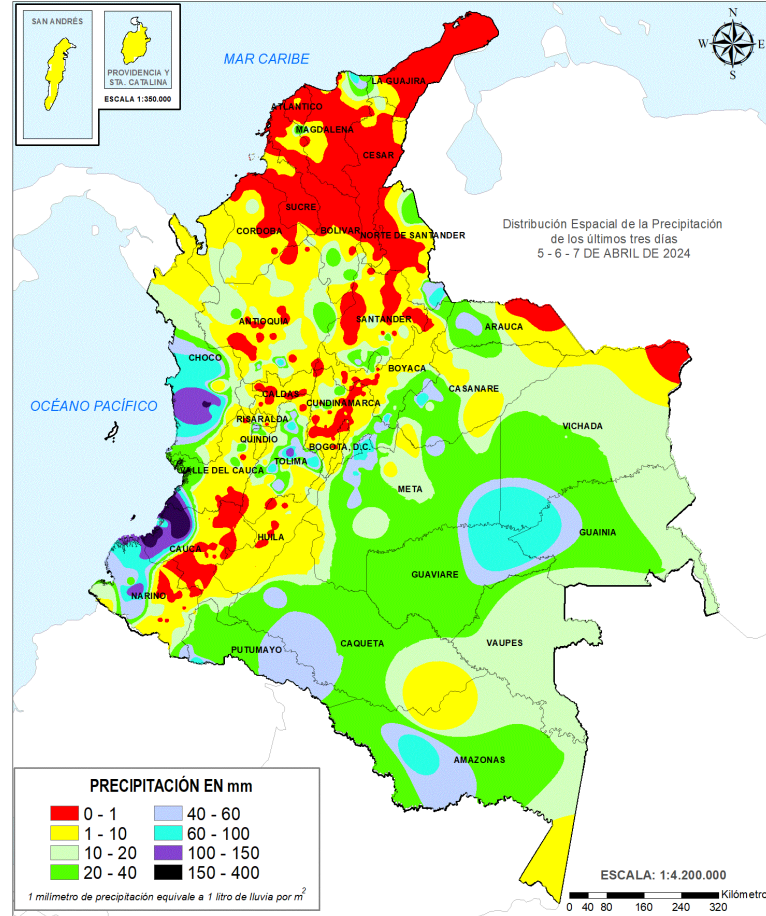 SAN ANDRÉS
PROVIDENCIA Y
STA. CATALINA
ESCALA 1:350.000
MAR CARIBE
N
W
E
S
LA GUAJIRA
ATLANTICO
MAGDALENA
CESAR
SUCRE
CORDOBA
BOLIVAR
NORTE DE SANTANDER
Distribución Espacial de la Precipitación
de los últimos tres días
5 - 6 - 7 DE ABRIL DE 2024
ANTIOQUIA
SANTANDER
ARAUCA
CHOCO
BOYACA
CASANARE
OCÉANO PACÍFICO
CALDAS
CUNDINAMARCA
RISARALDA
VICHADA
QUINDIO
BOGOTA, D.C.
TOLIMA
VALLE DEL CAUCA
META
GUAINIA
CAUCA
HUILA
GUAVIARE
NARIÑO
PUTUMAYO
CAQUETA
VAUPES
AMAZONAS
PRECIPITACIÓN EN mm
0 - 1
40 - 60
1 - 10
60 - 100
10 - 20
100 - 150
20 - 40
150 - 400
1 milímetro de precipitación equivale a 1 litro de lluvia por m²
ESCALA: 1:4.200.000
Kilómetro
0 40 80 160 240 320